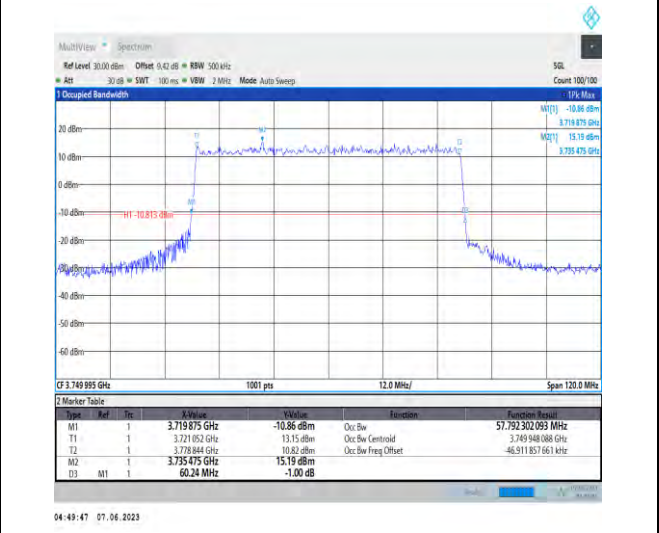 MultiView Spectrum
Ref Level 30.00 dBm Offset 9.42 dB RBW 500 kHz SGL
Att 30 dB SWT 100 ms VBW 2 MHz Mode Auto Sweep Count 100/100
1 Occupied Bandwidth 1Pk Max
M1[1] -10.86 dBm
3.719 875 GHz
M2[1] 15.19 dBm
3.735 475 GHz
20 dBm
10 dBm
0 dBm
-10 dBm
H1 -10.813 dBm
-20 dBm
-30 dBm
-40 dBm
-50 dBm
-60 dBm
M1
T1
M2
CF 3.749 995 GHz 1001 pts 12.0 MHz/ Span 120.0 MHz
2 Marker Table
Type Ref Trc X-Value Y-Value Function Function Result
M1 1 3.719 875 GHz -10.86 dBm Occ Bw 57.792 302 093 MHz
T1 1 3.721 052 GHz 13.15 dBm Occ Bw Centroid 3.749 948 088 GHz
T2 1 3.778 844 GHz 10.82 dBm Occ Bw Freq Offset -46.911 857 661 kHz
M2 1 3.735 475 GHz 15.19 dBm
D3 M1 1 60.24 MHz -1.00 dB
04:49:47 07.06.2023